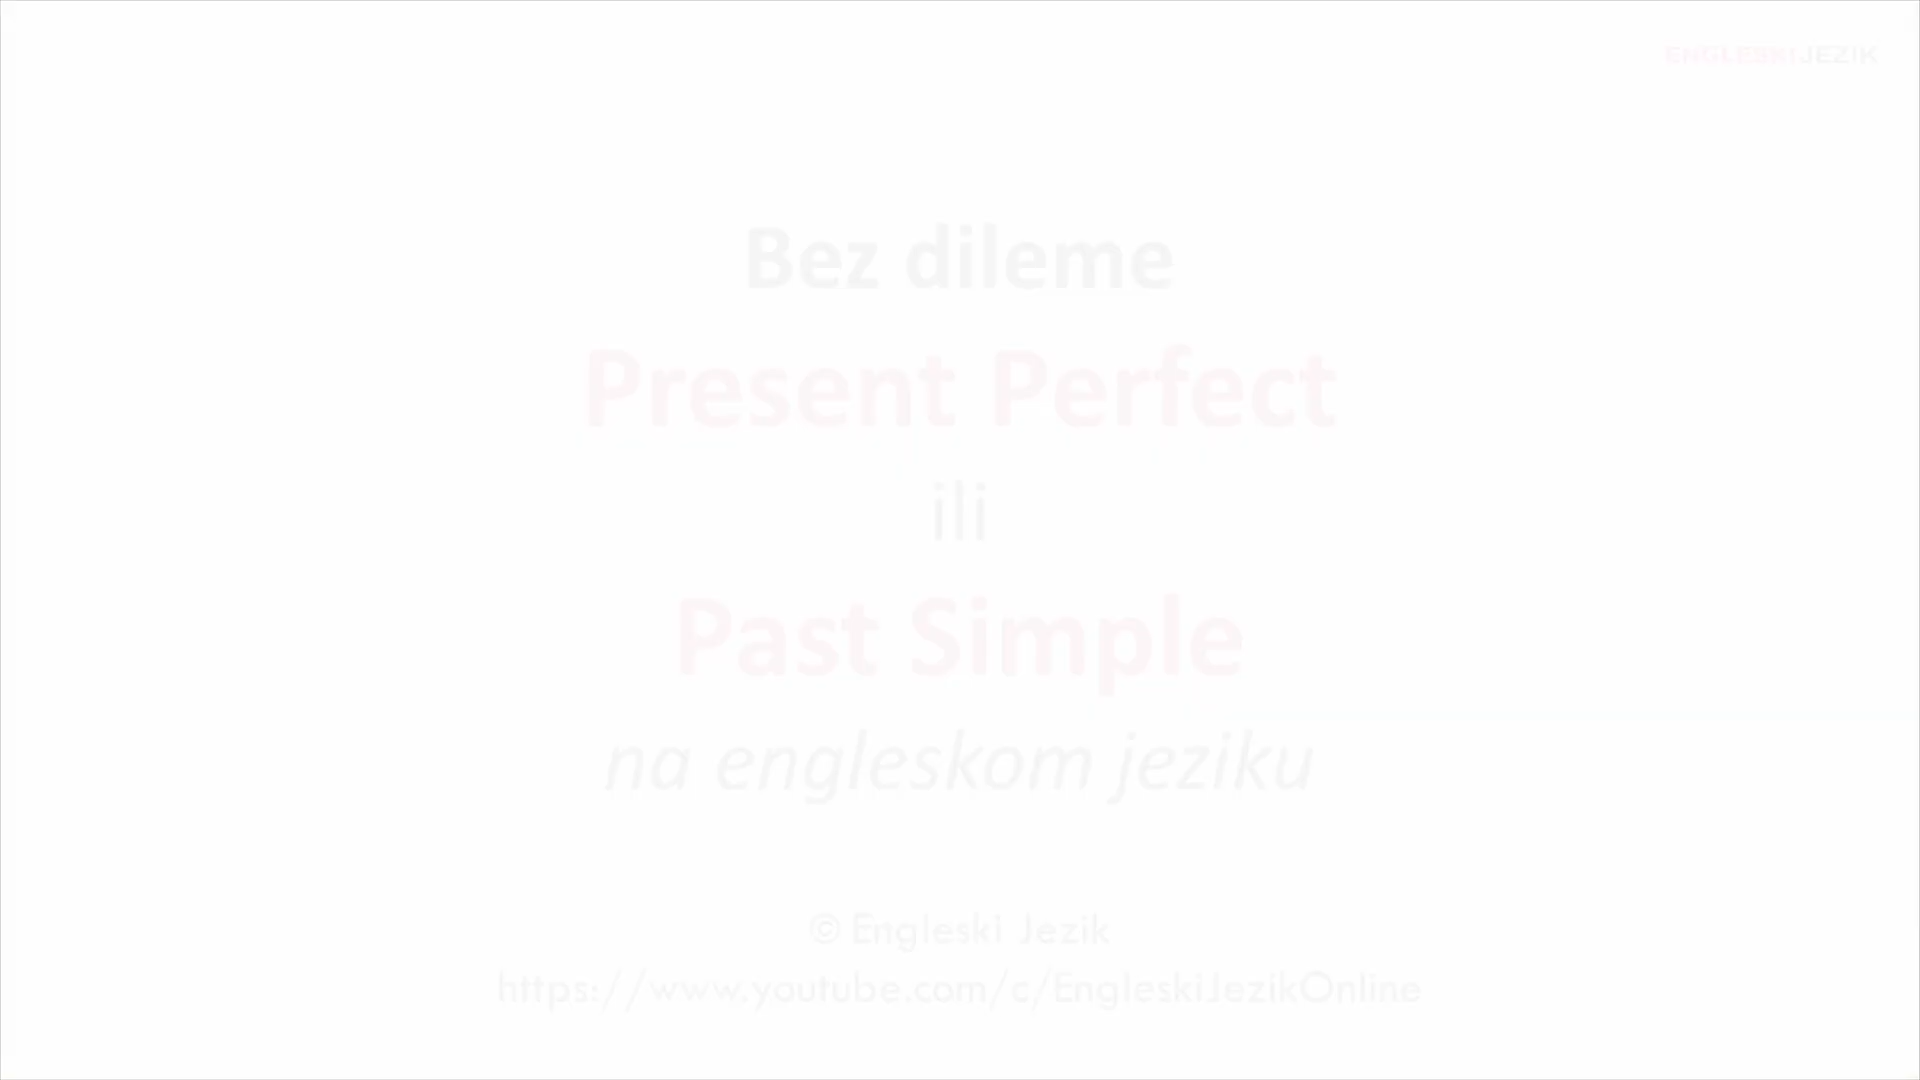 ENGLESKI JEZIK
Bez dileme
Present Perfect
ili
Past Simple
na engleskom jeziku
© Engleski Jezik
https://www.youtube.com/c/EngleskiJezikOnline